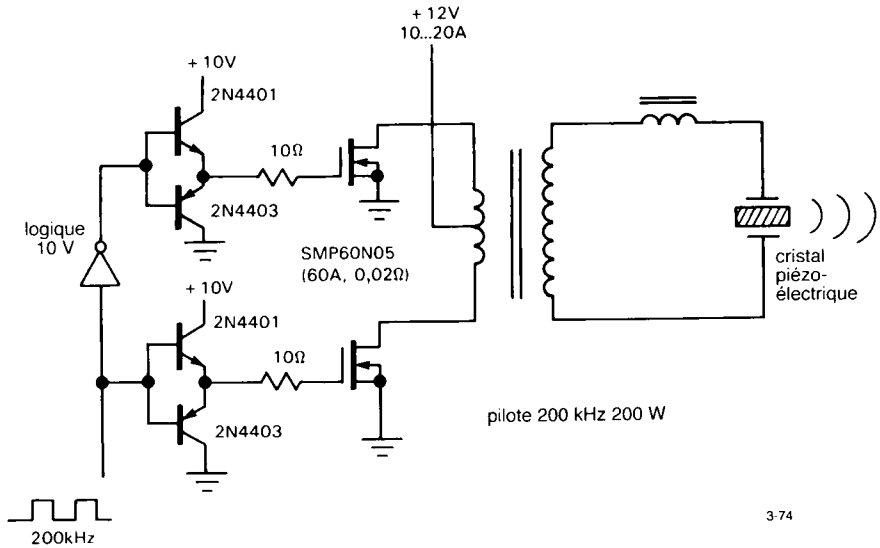 + 12V
10...20A
+ 10V
2N4401
10Ω
2N4403
logique
10 V
SMP60N05
(60A, 0,02Ω)
cristal
piézo-
électrique
+ 10V
2N4401
10Ω
2N4403
pilote 200 kHz 200 W
200kHz
3-74